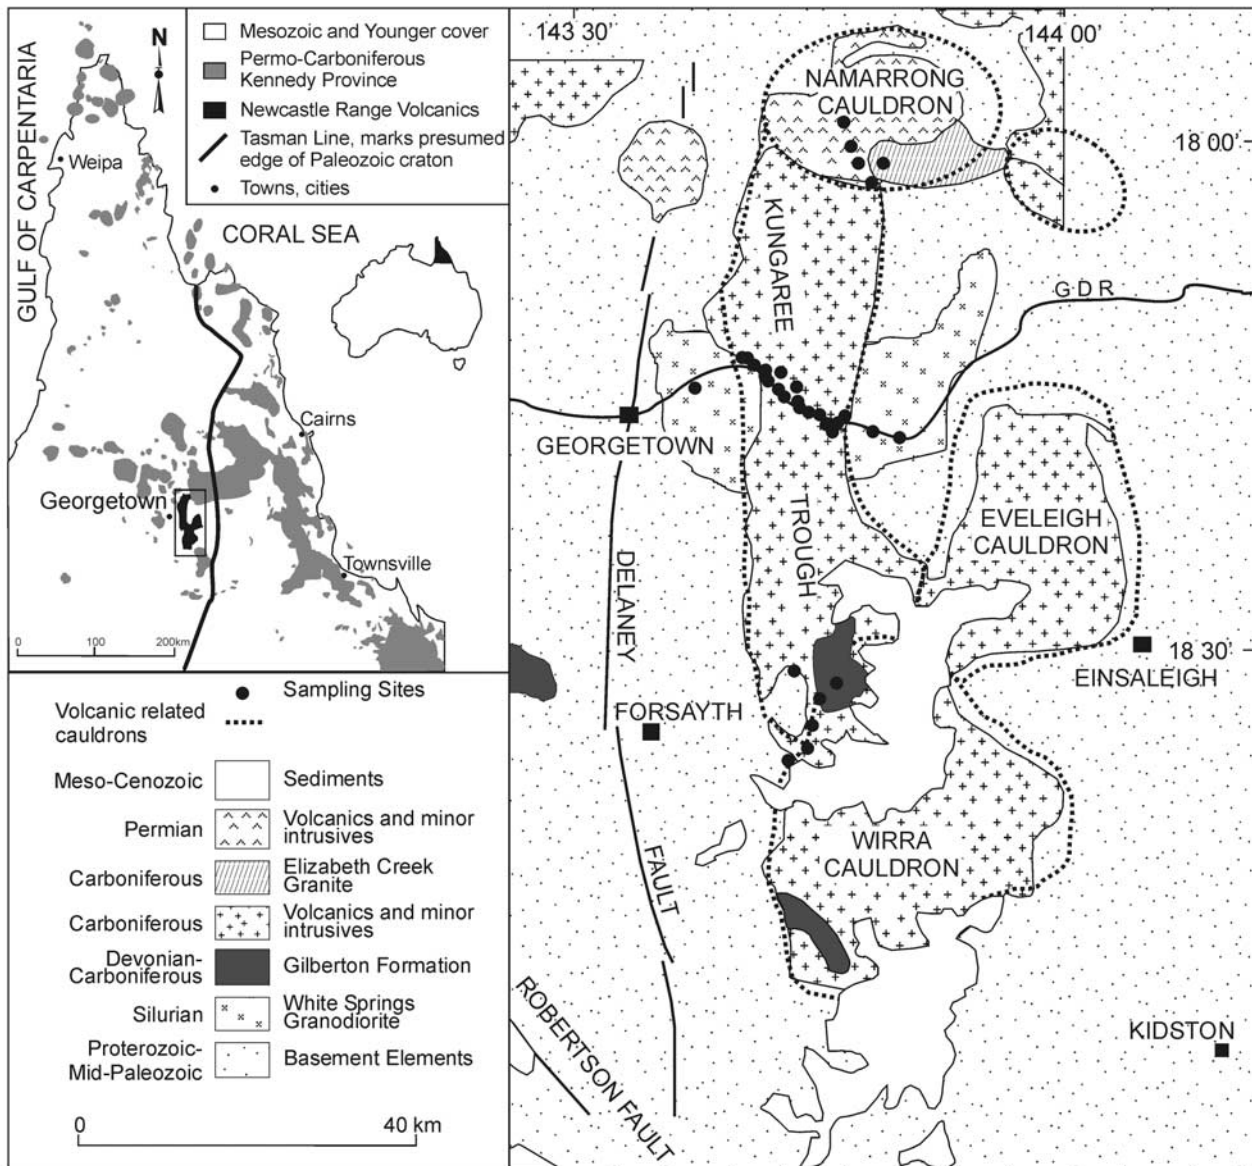 GULF OF CARPENTARIA
N
Mesozoic and Younger cover
Permo-Carboniferous
Kennedy Province
Newcastle Range Volcanics
Tasman Line, marks presumed
edge of Paleozoic craton
Towns, cities
Weipa
CORAL SEA
Cairns
Georgetown
Townsville
0 100 200km
Sampling Sites
Volcanic related
cauldrons
Meso-Cenozoic Sediments
Permian Volcanics and minor
intrusives
Carboniferous Elizabeth Creek
Granite
Carboniferous Volcanics and minor
intrusives
Devonian-
Carboniferous Gilberton Formation
Silurian White Springs
Granodiorite
Proterozoic-
Mid-Paleozoic Basement Elements
0 40 km
143 30'
144 00'
NAMARRONG
CAULDRON
18 00'
KUNGAREE
GDR
GEORGETOWN
TROUGH
EVELEIGH
CAULDRON
DELANEY
18 30'
EINSALEIGH
FORSAYTH
WIRRA
CAULDRON
FAULT
ROBERTSON FAULT
KIDSTON